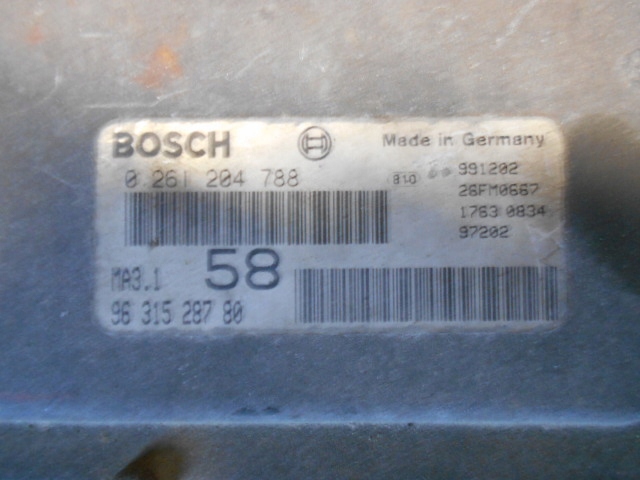 BOSCH Made in Germany
0 261 204 788 991202
26FM0667
1763 0834
97202
MA3.1 58
96 315 287 80